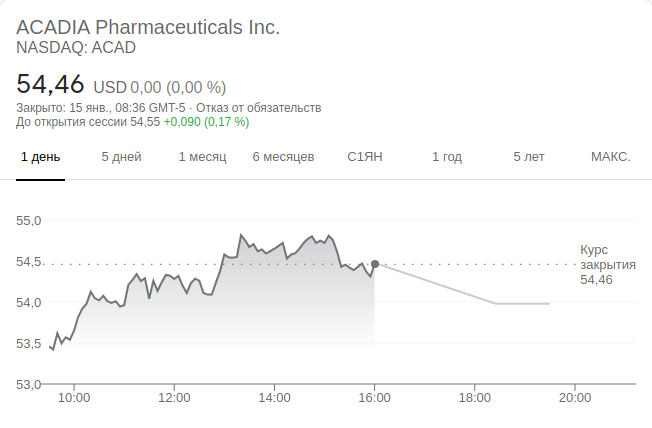 ACADIA Pharmaceuticals Inc.
NASDAQ: ACAD
54,46 USD 0,00 (0,00 %)
Закрыто: 15 янв., 08:36 GMT-5 · Отказ от обязательств
До открытия сессии 54,55 +0,090 (0,17 %)
1 день 5 дней 1 месяц 6 месяцев С1ЯН 1 год 5 лет МАКС.
55,0
54,5
54,0
53,5
53,0
Курс
закрытия
54,46
10:00 12:00 14:00 16:00 18:00 20:00